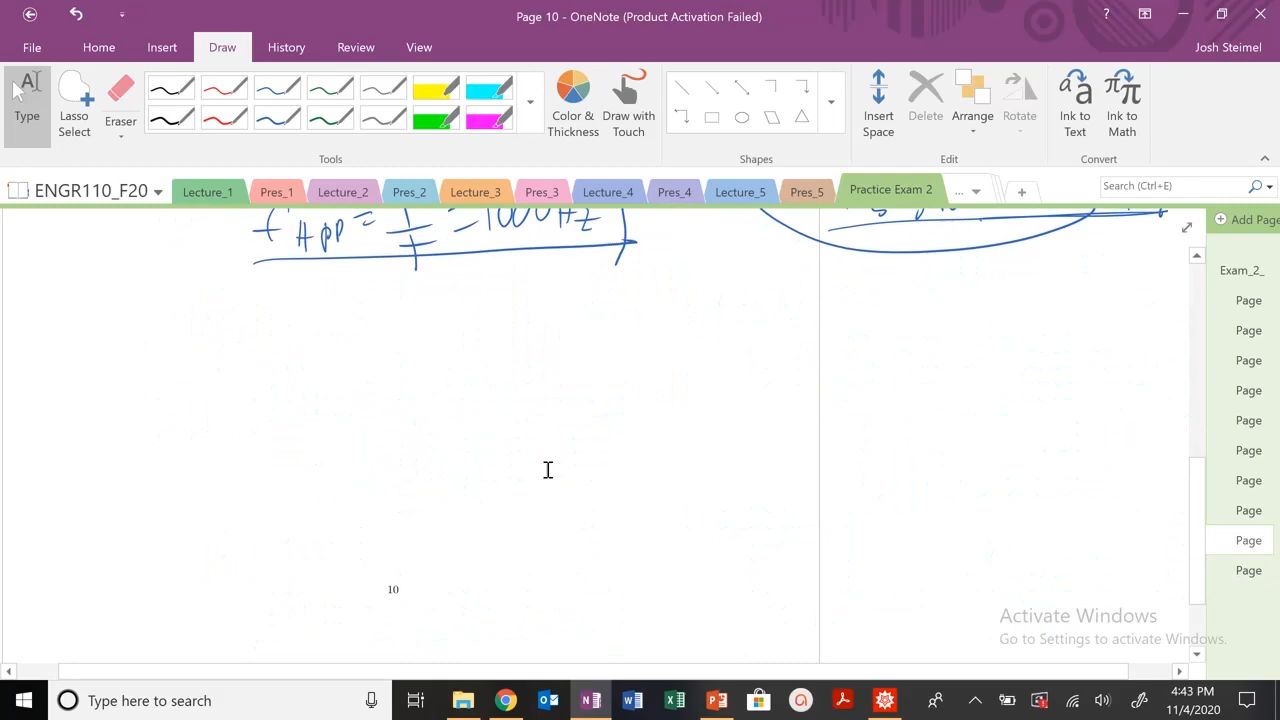 Page 10 - OneNote (Product Activation Failed)
?
File
Home
Insert
Draw
History
Review
View
Josh Steimel
Type
Lasso Select
Eraser
Color & Thickness
Draw with Touch
Insert Space
Delete
Arrange
Rotate
Ink to Text
Ink to Math
Tools
Shapes
Edit
Convert
ENGR110_F20
Lecture_1
Pres_1
Lecture_2
Pres_2
Lecture_3
Pres_3
Lecture_4
Pres_4
Lecture_5
Pres_5
Practice Exam 2
...
Search (Ctrl+E)
f App = 1/T = 1000 Hz
Add Page
Exam_2_
Page
Page
Page
Page
Page
Page
Page
Page
Page
Page
10
Activate Windows
Go to Settings to activate Windows.
Type here to search
4:43 PM
11/4/2020